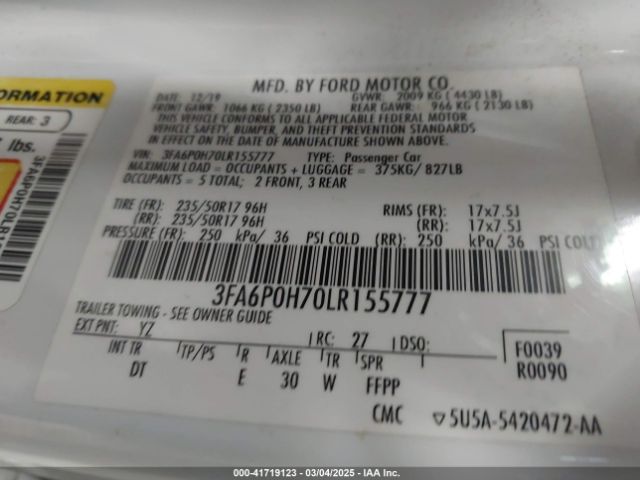 ORMATION
REAR: 3
lbs.
MFD. BY FORD MOTOR CO.
DATE: 12/19 GVWR: 2009 KG (4430 LB)
FRONT GAWR: 1066 KG (2350 LB) REAR GAWR: 966 KG (2130 LB)
THIS VEHICLE CONFORMS TO ALL APPLICABLE FEDERAL MOTOR
VEHICLE SAFETY, BUMPER, AND THEFT PREVENTION STANDARDS
IN EFFECT ON THE DATE OF MANUFACTURE SHOWN ABOVE.
VIN: 3FA6P0H70LR155777 TYPE: Passenger Car
MAXIMUM LOAD = OCCUPANTS + LUGGAGE = 375KG/ 827LB
OCCUPANTS = 5 TOTAL; 2 FRONT, 3 REAR
TIRE (FR): 235/50R17 96H RIMS (FR): 17x7.5J
(RR): 235/50R17 96H (RR): 17x7.5J
PRESSURE (FR): 250 kPa/ 36 PSI COLD (RR): 250 kPa/ 36 PSI COLD
3FA6P0H70LR155777
TRAILER TOWING - SEE OWNER GUIDE
EXT PNT: YZ RC: 27 DSO: F0039
INT TR TP/PS R AXLE TR SPR R0090
DT E 30 W FFPP
CMC ▽5U5A-5420472-AA
000-41719123 - 03/04/2025 - IAA Inc.